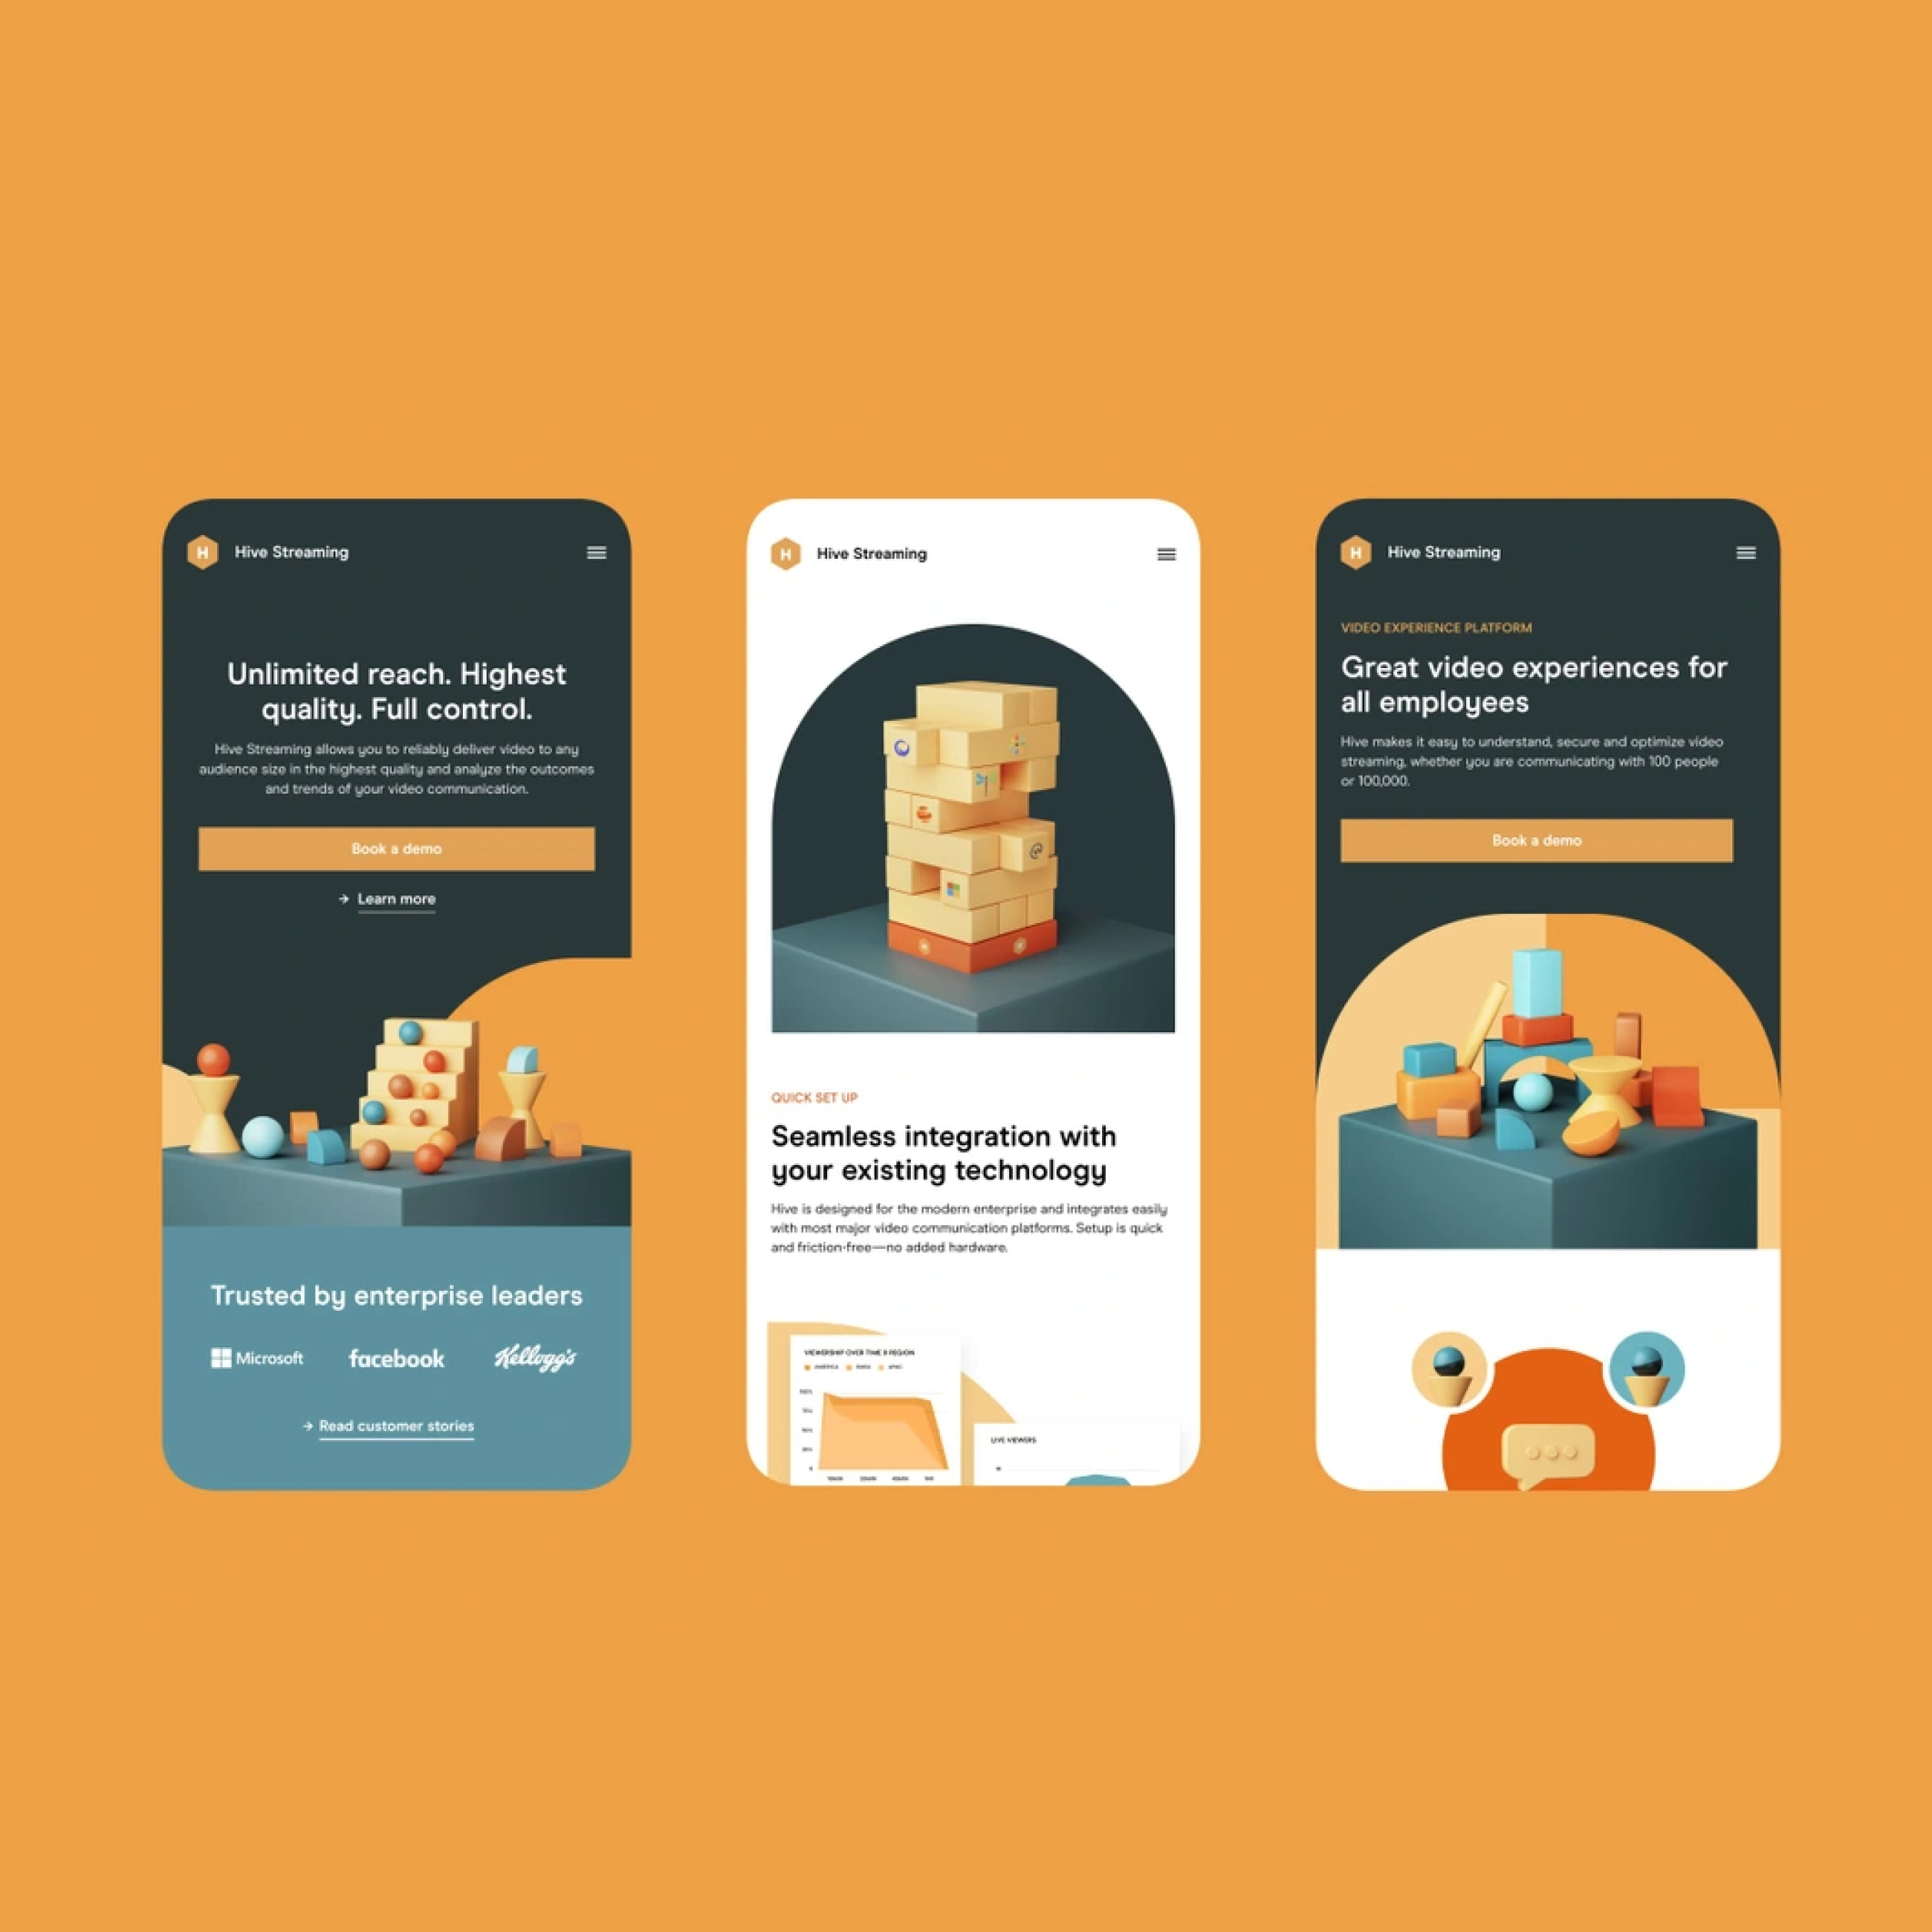 H
Hive Streaming
Unlimited reach. Highest
quality. Full control.
Hive Streaming allows you to reliably deliver video to any
audience size in the highest quality and analyze the outcomes
and trends of your video communication.
Book a demo
→ Learn more
Trusted by enterprise leaders
Microsoft facebook Kellogg's
→ Read customer stories
H
Hive Streaming
QUICK SET UP
Seamless integration with
your existing technology
Hive is designed for the modern enterprise and integrates easily
with most major video communication platforms. Setup is quick
and friction-free—no added hardware.
VIEWERSHIP OVER TIME & REGION
AMERICA EMEA APAC
100%
0
LIVE VIEWERS
H
Hive Streaming
VIDEO EXPERIENCE PLATFORM
Great video experiences for
all employees
Hive makes it easy to understand, secure and optimize video
streaming, whether you are communicating with 100 people
or 100,000.
Book a demo